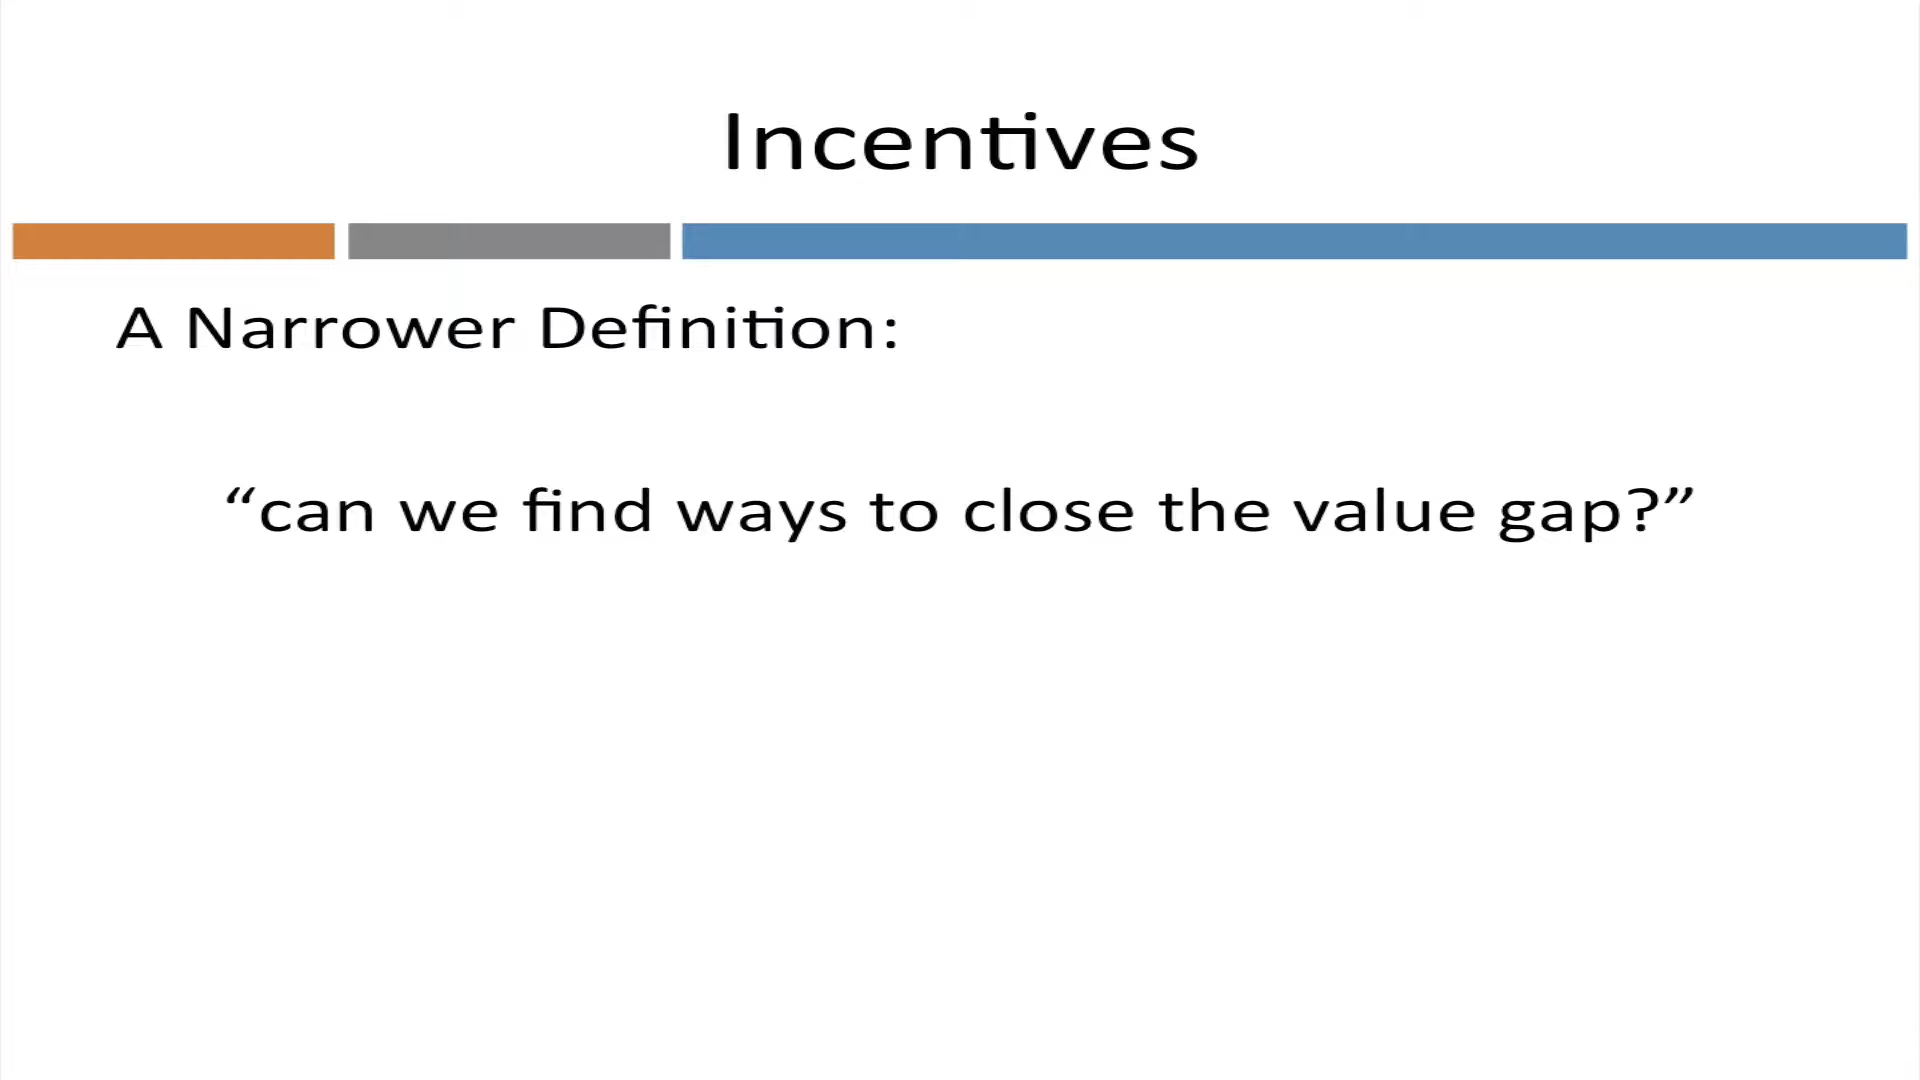 Incentives
A Narrower Definition:
“can we find ways to close the value gap?”